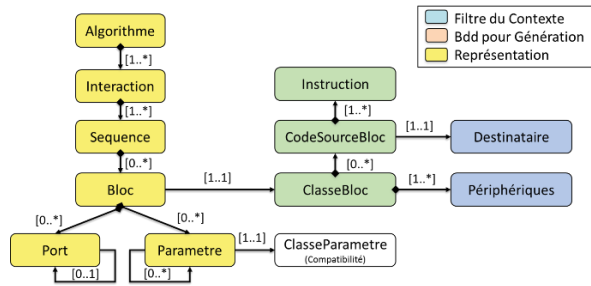 Algorithme
Filtre du Contexte
Bdd pour Génération
Représentation
[1..*]
Interaction
Instruction
[1..*]
[1..*]
Sequence
CodeSourceBloc
[1..1]
Destinataire
[0..*]
[0..*]
Bloc
[1..1]
ClasseBloc
[1..*]
Périphériques
[0..*]
[0..*]
Port
Parametre
[1..1]
ClasseParametre
(Compatibilité)
[0..1]
[0..*]